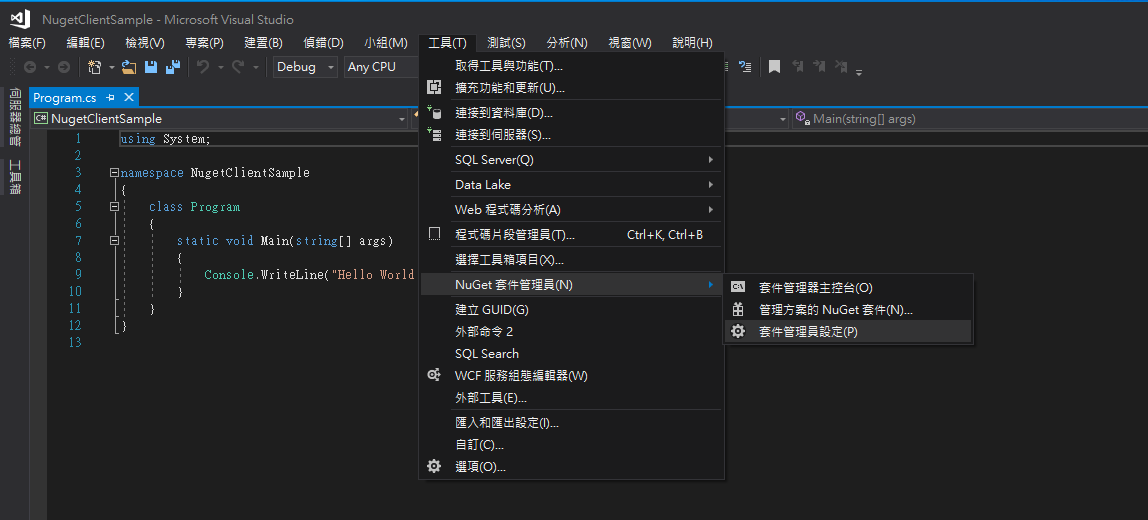 NugetClientSample - Microsoft Visual Studio
檔案(F) 編輯(E) 檢視(V) 專案(P) 建置(B) 偵錯(D) 小組(M) 工具(T) 測試(S) 分析(N) 視窗(W) 說明(H)
Debug Any CPU
伺服器總管
工具箱
Program.cs
C# NugetClientSample
Main(string[] args)
1 using System;
2
3 namespace NugetClientSample
4 {
5 class Program
6 {
7 static void Main(string[] args)
8 {
9 Console.WriteLine("Hello World
10 }
11 }
12 }
13
取得工具與功能(T)...
擴充功能和更新(U)...
連接到資料庫(D)...
連接到伺服器(S)...
SQL Server(Q)
Data Lake
Web 程式碼分析(A)
程式碼片段管理員(T)... Ctrl+K, Ctrl+B
選擇工具箱項目(X)...
NuGet 套件管理員(N)
建立 GUID(G)
外部命令 2
SQL Search
WCF 服務組態編輯器(W)
外部工具(E)...
匯入和匯出設定(I)...
自訂(C)...
選項(O)...
套件管理器主控台(O)
管理方案的 NuGet 套件(N)...
套件管理員設定(P)